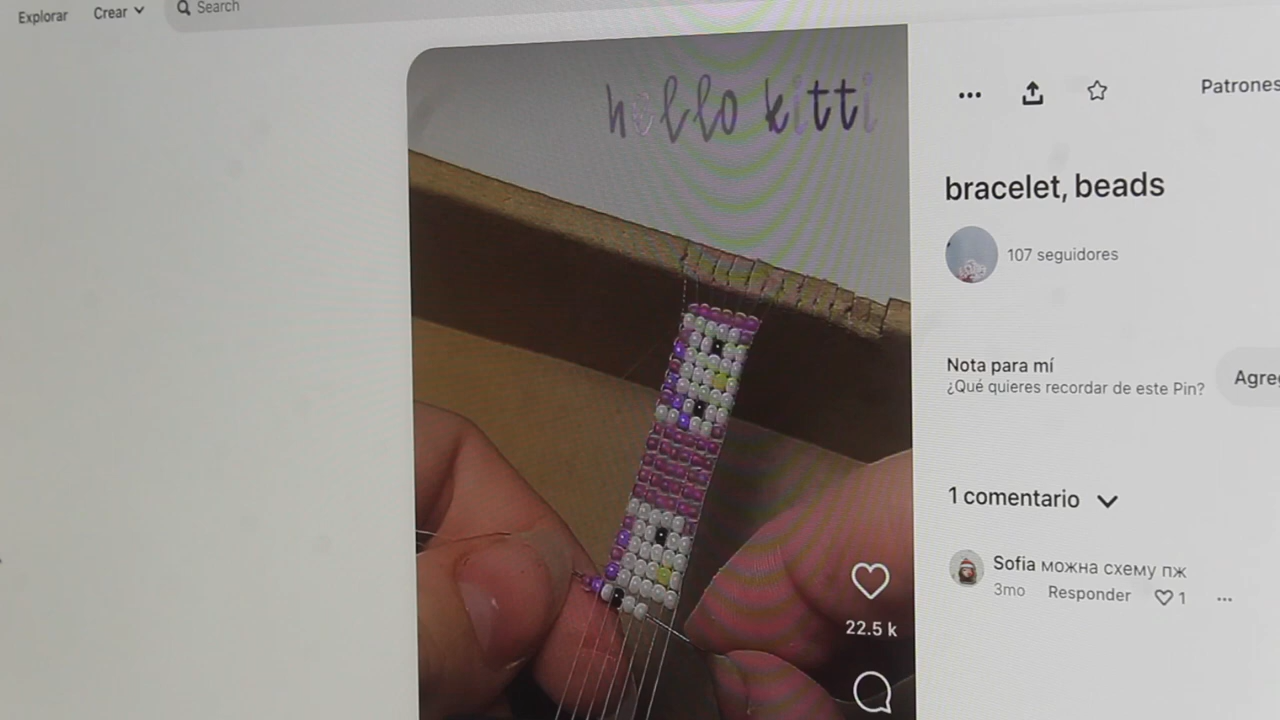 Explorar
Crear
Search
hello kitti
Patrones
bracelet, beads
107 seguidores
Nota para mí
¿Qué quieres recordar de este Pin?
Agre
1 comentario
Sofia можна схему пж
3mo Responder 1
22.5 k